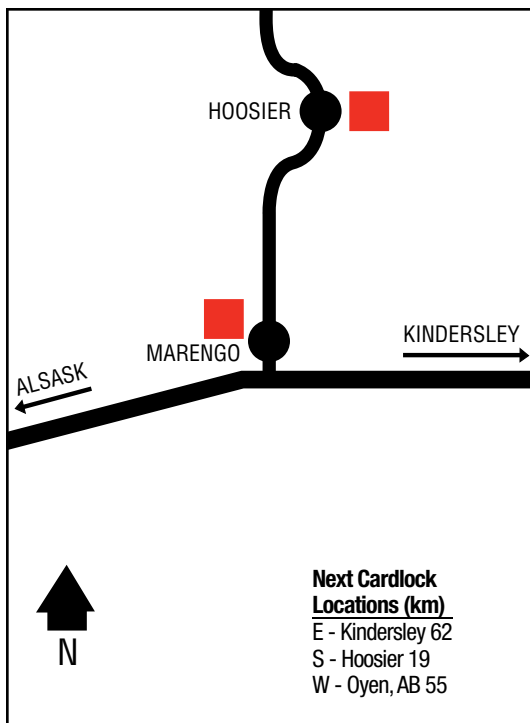 HOOSIER
MARENGO
KINDERSLEY
ALSASK
N
Next Cardlock
Locations (km)
E - Kindersley 62
S - Hoosier 19
W - Oyen, AB 55